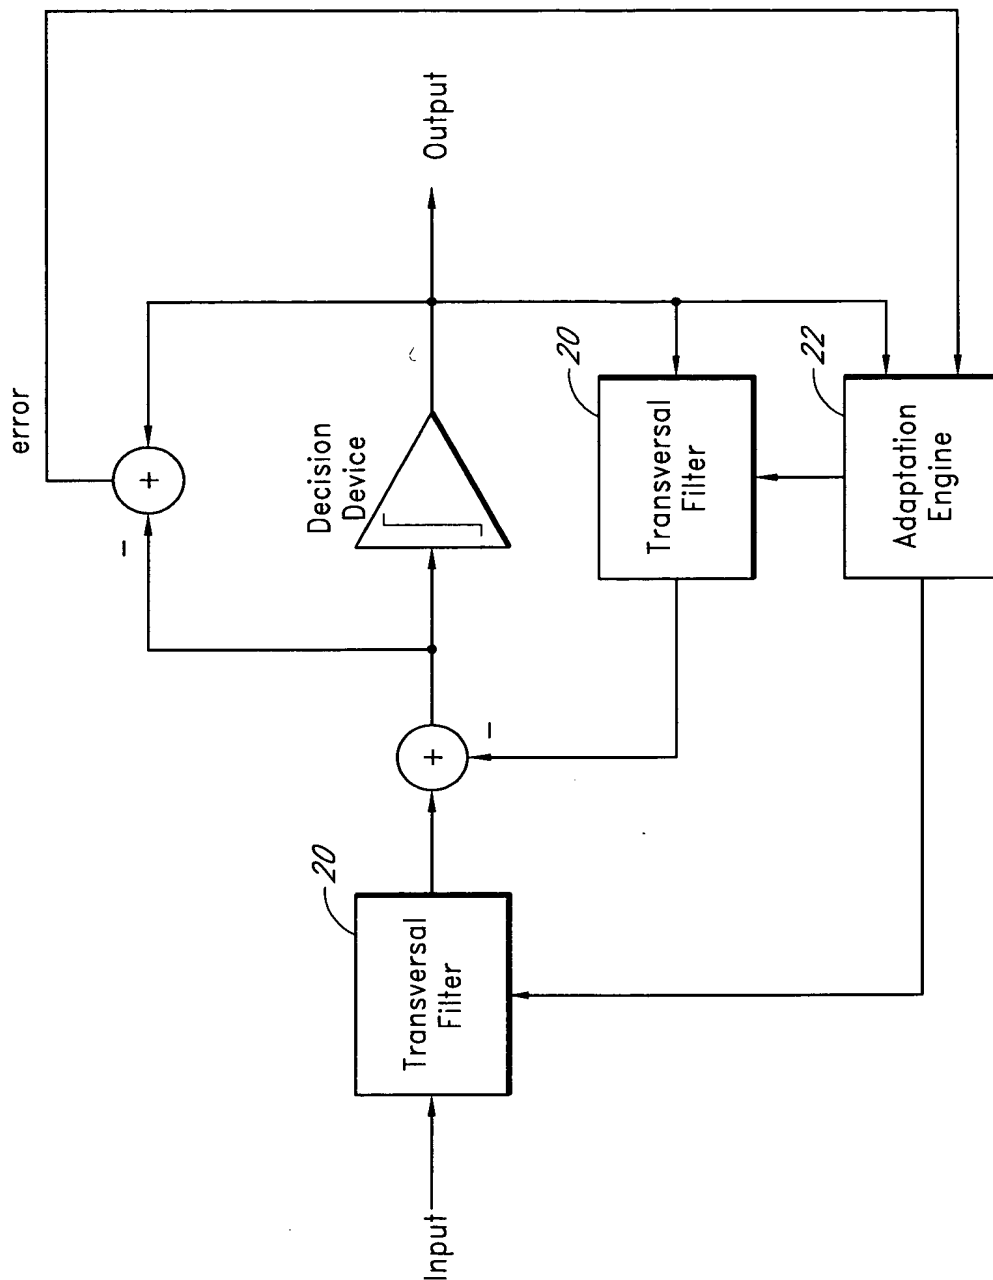 error
−
+
Decision
Device
Output
Input
20
Transversal
Filter
+
−
20
Transversal
Filter
22
Adaptation
Engine